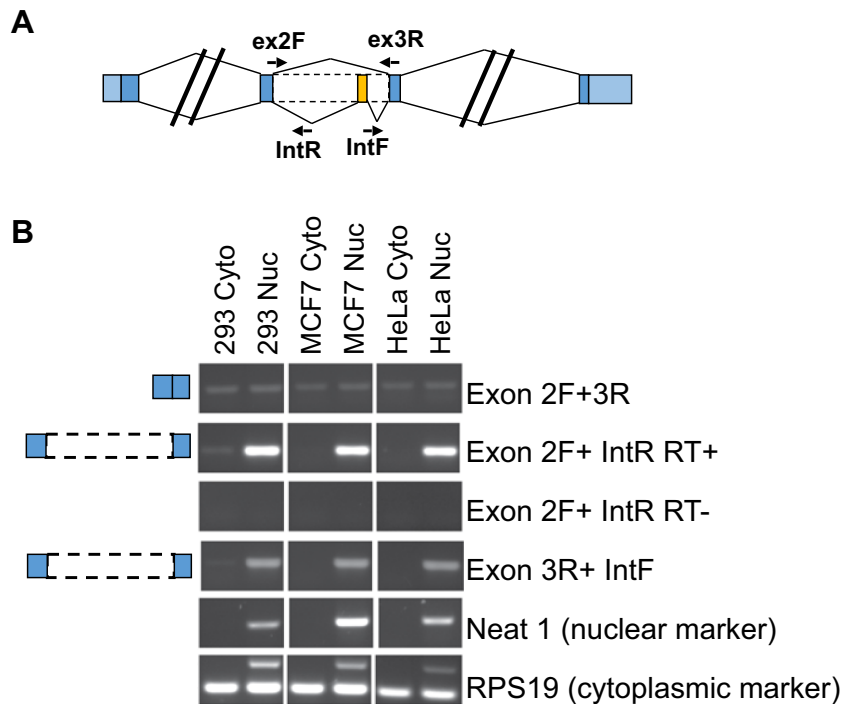 A
ex2F
ex3R
IntR
IntF
B
293 Cyto
293 Nuc
MCF7 Cyto
MCF7 Nuc
HeLa Cyto
HeLa Nuc
Exon 2F+3R
Exon 2F+ IntR RT+
Exon 2F+ IntR RT-
Exon 3R+ IntF
Neat 1 (nuclear marker)
RPS19 (cytoplasmic marker)